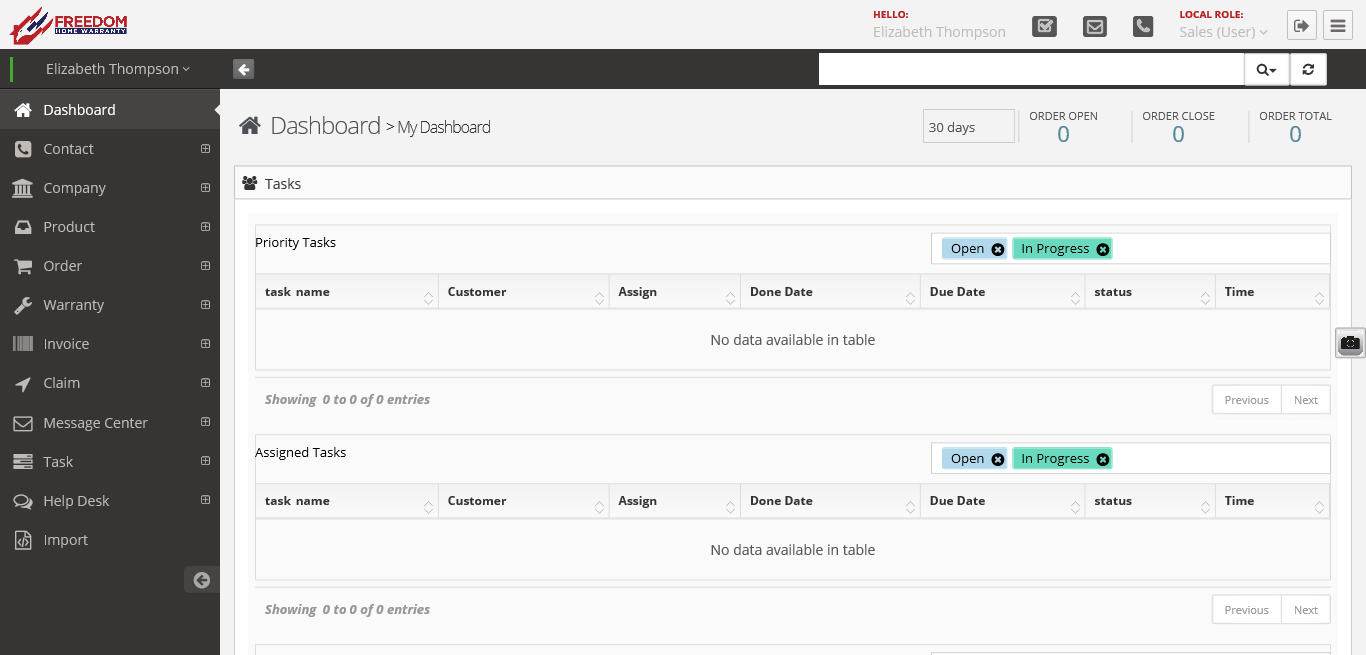 FREEDOM
HOME WARRANTY
HELLO:
Elizabeth Thompson
LOCAL ROLE:
Sales (User)
Elizabeth Thompson
Dashboard
Contact
Company
Product
Order
Warranty
Invoice
Claim
Message Center
Task
Help Desk
Import
Dashboard > My Dashboard
30 days
ORDER OPEN
0
ORDER CLOSE
0
ORDER TOTAL
0
Tasks
Priority Tasks
Open In Progress
task name Customer Assign Done Date Due Date status Time
No data available in table
Showing 0 to 0 of 0 entries
Previous Next
Assigned Tasks
Open In Progress
task name Customer Assign Done Date Due Date status Time
No data available in table
Showing 0 to 0 of 0 entries
Previous Next